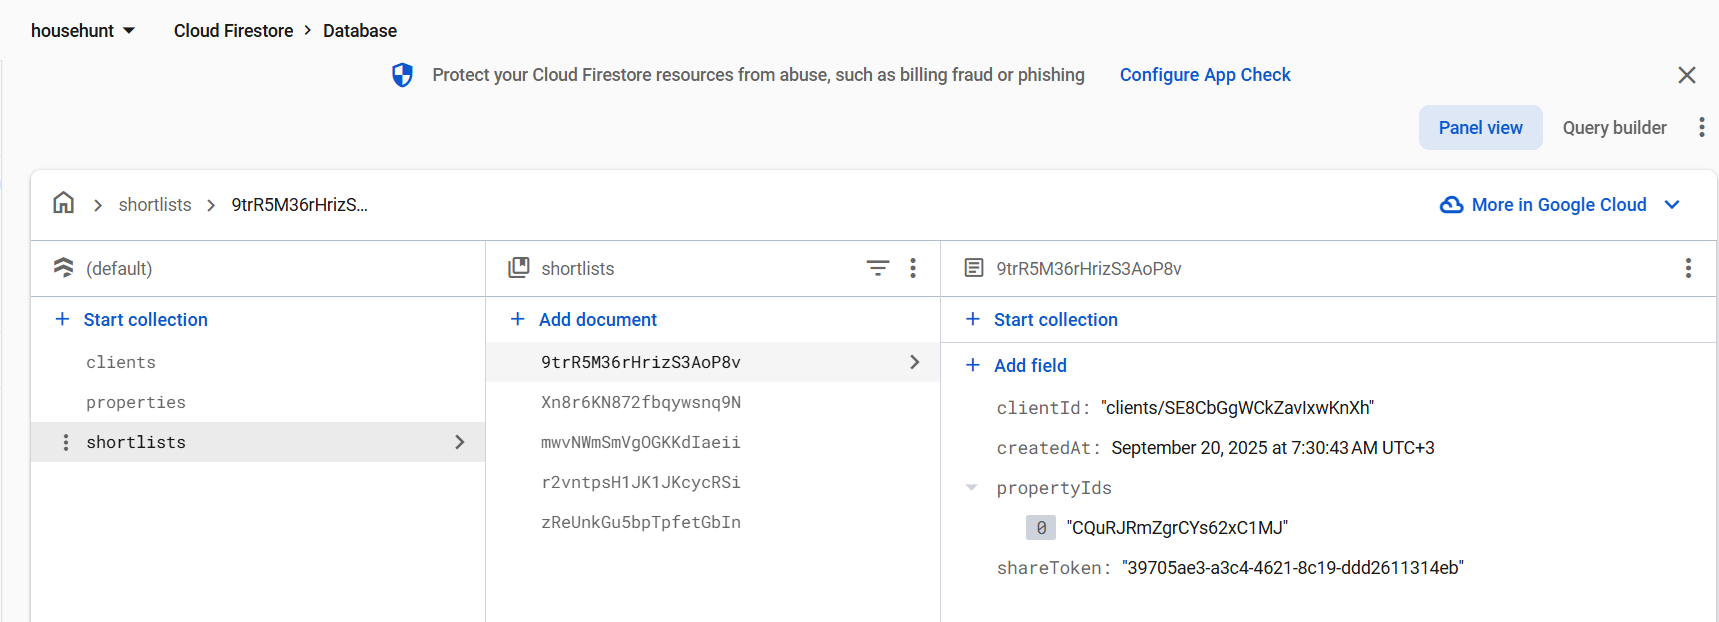 househunt Cloud Firestore > Database
Protect your Cloud Firestore resources from abuse, such as billing fraud or phishing Configure App Check
Panel view Query builder
shortlists > 9trR5M36rHrizS... More in Google Cloud
(default)
+ Start collection
clients
properties
shortlists
shortlists
+ Add document
9trR5M36rHrizS3AoP8v
Xn8r6KN872fbqywsnq9N
mwvNWmSmVgOGKKdIaeii
r2vntpsH1JK1JKcycRSi
zReUnkGu5bpTpfetGbIn
9trR5M36rHrizS3AoP8v
+ Start collection
+ Add field
clientId: "clients/SE8CbGgWCkZavIxwKnXh"
createdAt: September 20, 2025 at 7:30:43 AM UTC+3
propertyIds
0 "CQuRJRmZgrCYs62xC1MJ"
shareToken: "39705ae3-a3c4-4621-8c19-ddd2611314eb"